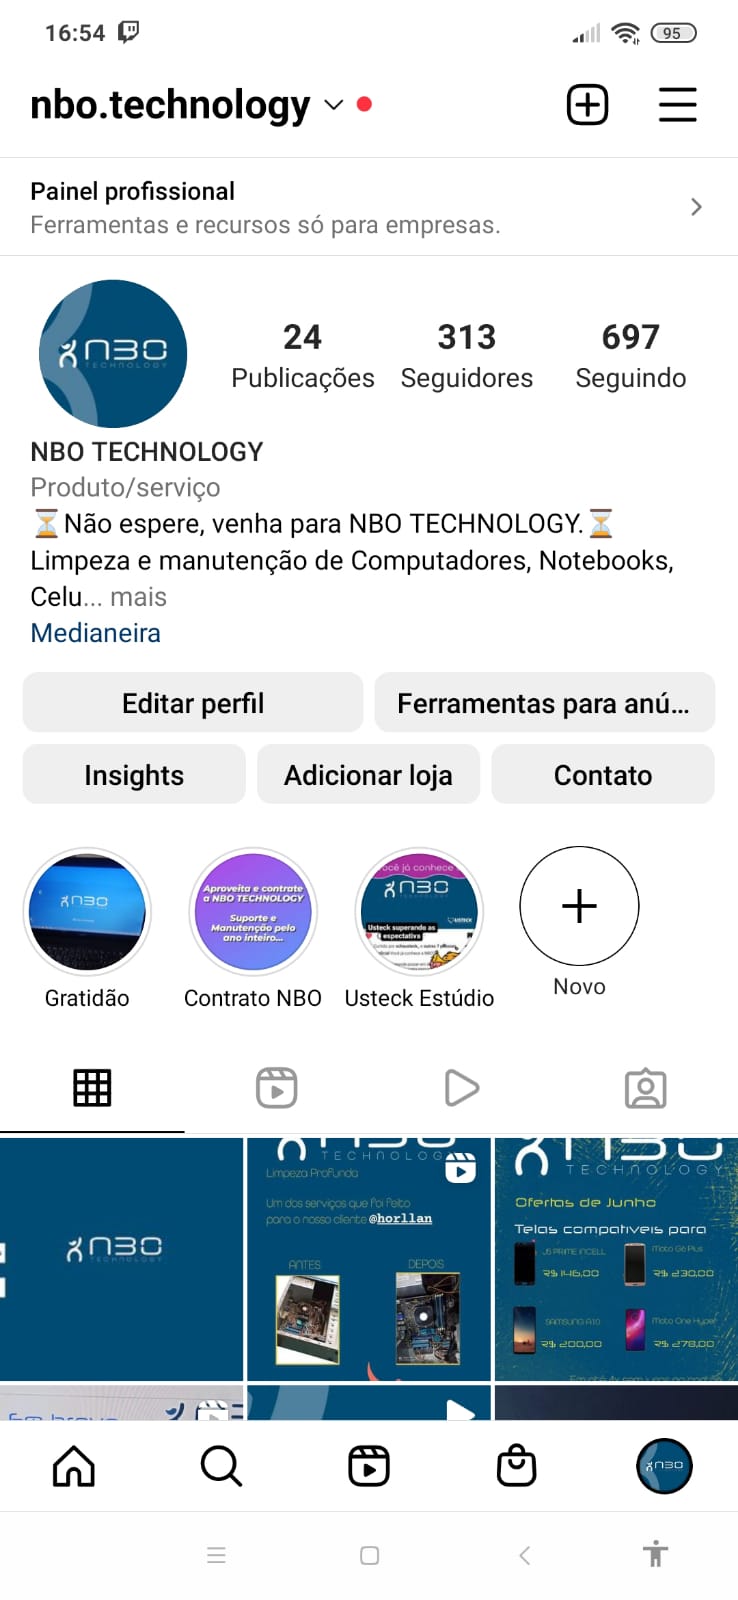 16:54
95
nbo.technology
Painel profissional
Ferramentas e recursos só para empresas.
NBO
TECHNOLOGY
24
313
697
Publicações
Seguidores
Seguindo
NBO TECHNOLOGY
Produto/serviço
⏳Não espere, venha para NBO TECHNOLOGY.⏳
Limpeza e manutenção de Computadores, Notebooks,
Celu... mais
Medianeira
Editar perfil
Ferramentas para anú...
Insights
Adicionar loja
Contato
NBO
Aproveita e contrate
a NBO TECHNOLOGY
Suporte e
Manutenção pelo
ano inteiro...
ocê já conhece
NBO
USTECK
Usteck superando as
espectativs
Novo
Gratidão
Contrato NBO
Usteck Estúdio
NBO
TECHNOLOGY
TECHNOLOG
Limpeza Profunda
Um dos serviços que foi feito
para o nosso cliente @horllan
ANTES
DEPOIS
NBO
TECHNOLOGY
Ofertas de Junho
Telas compatíveis para
J5 PRIME INCELL
R$ 146,00
Moto G6 Plus
R$ 230,00
SAMSUNG A10
R$ 200,00
Moto One Hyper
R$ 278,00
Em breve
NBO